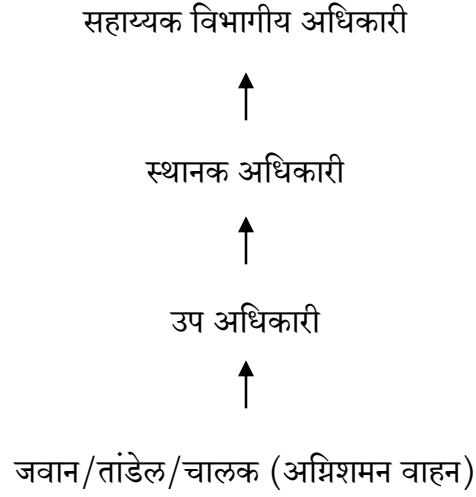 सहाय्यक विभागीय अधिकारी
स्थानक अधिकारी
उप अधिकारी
जवान/तांडेल/चालक (अग्निशमन वाहन)